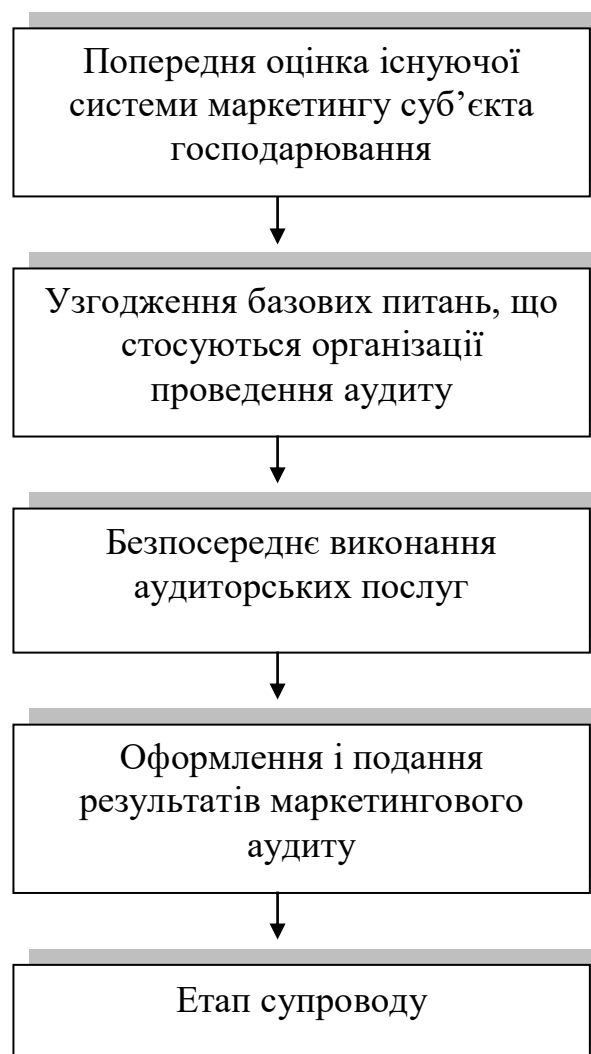 Попередня оцінка існуючої
системи маркетингу суб’єкта
господарювання
Узгодження базових питань, що
стосуються організації
проведення аудиту
Безпосереднє виконання
аудиторських послуг
Оформлення і подання
результатів маркетингового
аудиту
Етап супроводу